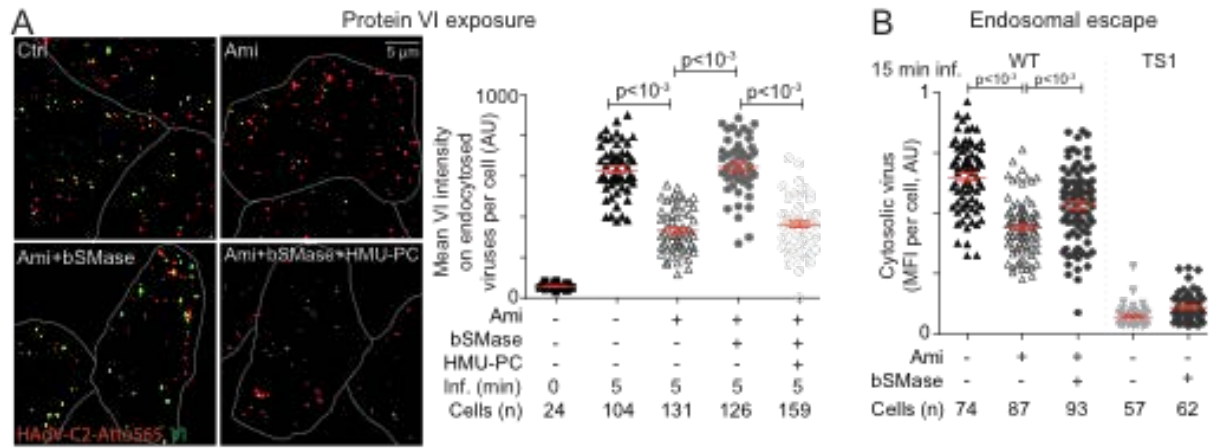 A
Protein VI exposure
Ctrl
Ami
5 µm
Ami+bSMase
Ami+bSMase+HMU-PC
HAdV-C2-Atto565 VI
Mean VI intensity
on endocytosed
viruses per cell (AU)
1000
0
p<10⁻³
p<10⁻³ p<10⁻³
Ami - - + + +
bSMase - - - + +
HMU-PC - - - - +
Inf. (min) 0 5 5 5 5
Cells (n) 24 104 131 126 159
B
Endosomal escape
WT TS1
15 min inf.
p<10⁻³ p<10⁻³
Cytosolic virus
(MFI per cell, AU)
1
0
Ami - + + - -
bSMase - - + - +
Cells (n) 74 87 93 57 62